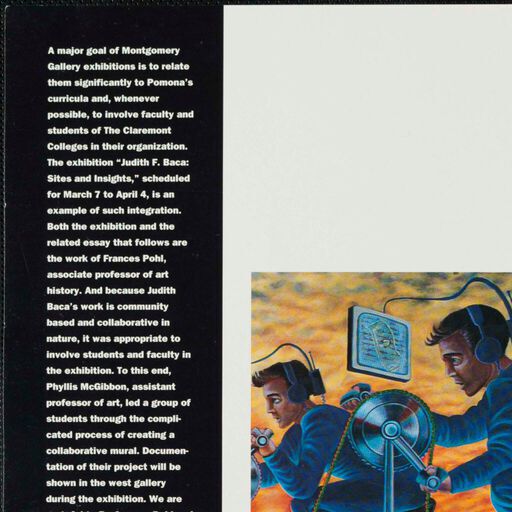 A major goal of Montgomery
Gallery exhibitions is to relate
them significantly to Pomona's
curricula and, whenever
possible, to involve faculty and
students of The Claremont
Colleges in their organization.
The exhibition "Judith F. Baca:
Sites and Insights," scheduled
for March 7 to April 4, is an
example of such integration.
Both the exhibition and the
related essay that follows are
the work of Frances Pohl,
associate professor of art
history. And because Judith
Baca's work is community
based and collaborative in
nature, it was appropriate to
involve students and faculty in
the exhibition. To this end,
Phyllis McGibbon, assistant
professor of art, led a group of
students through the compli-
cated process of creating a
collaborative mural. Documen-
tation of their project will be
shown in the west gallery
during the exhibition. We are